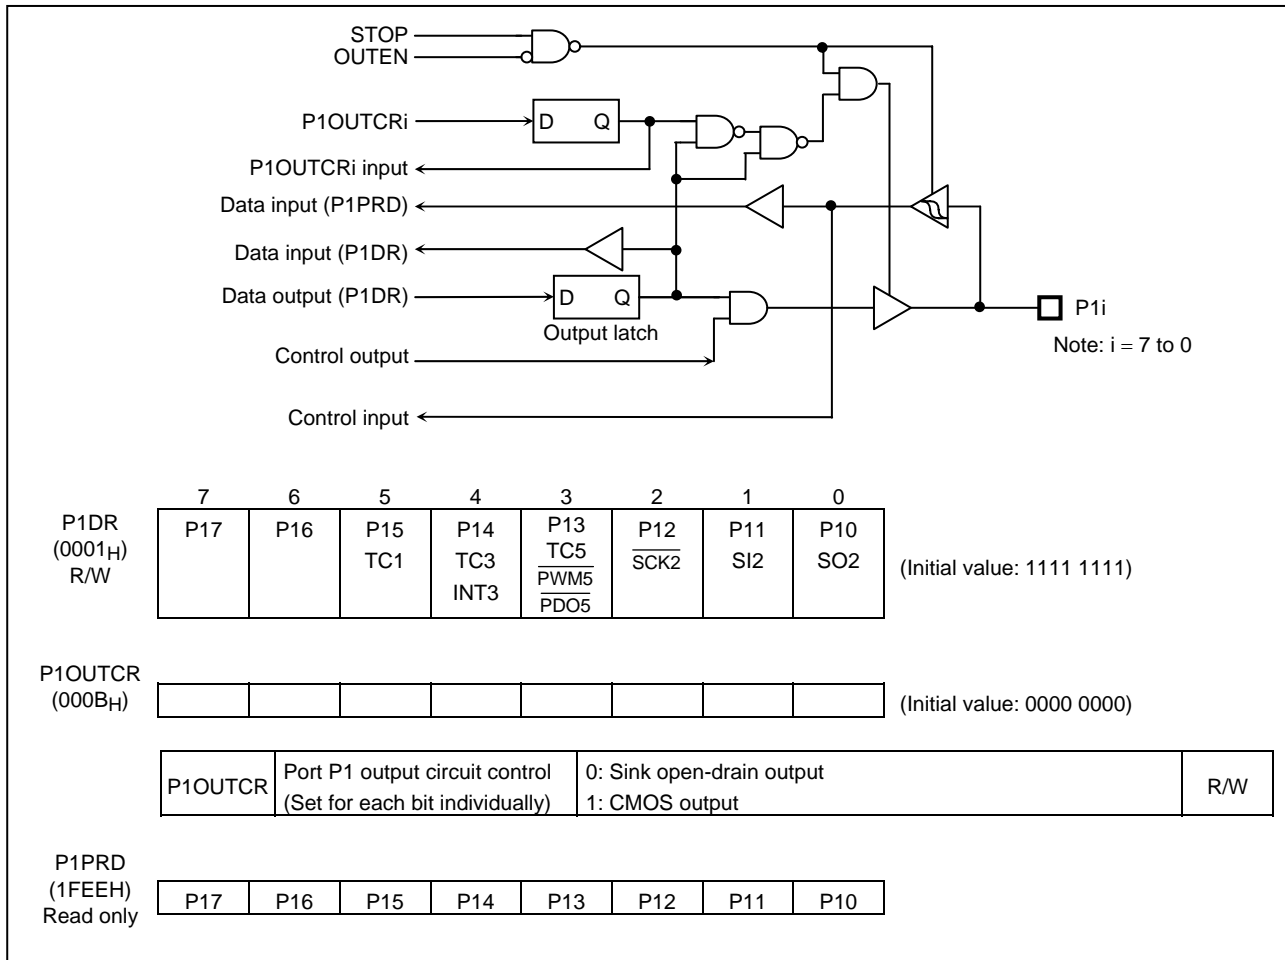 STOP
OUTEN
P1OUTCRi
D Q
P1OUTCRi input
Data input (P1PRD)
Data input (P1DR)
Data output (P1DR)
D Q
Output latch
P1i
Note: i = 7 to 0
Control output
Control input
7 6 5 4 3 2 1 0
P1DR
(0001H)
R/W
P17 P16 P15 P14 P13 P12 P11 P10
TC1 TC3 TC5 SCK2 SI2 SO2
INT3 PWM5
PDO5
(Initial value: 1111 1111)
P1OUTCR
(000BH)
(Initial value: 0000 0000)
P1OUTCR
Port P1 output circuit control
(Set for each bit individually)
0: Sink open-drain output
1: CMOS output
R/W
P1PRD
(1FEEH)
Read only
P17 P16 P15 P14 P13 P12 P11 P10